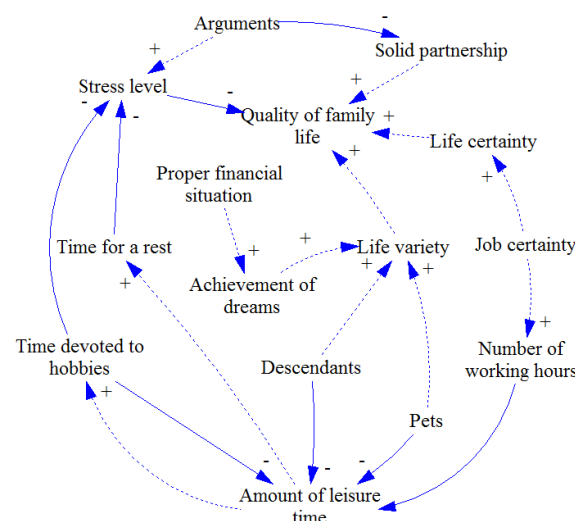 Arguments
-
Solid partnership
+
+
Stress level
-
-
-
Quality of family
life
+
Life certainty
+
+
Proper financial
situation
Time for a rest
+
+
+
Life variety
+
Job certainty
+
Achievement of
dreams
+
Time devoted to
hobbies
+
Descendants
Number of
working hours
Pets
-
-
-
-
Amount of leisure
time